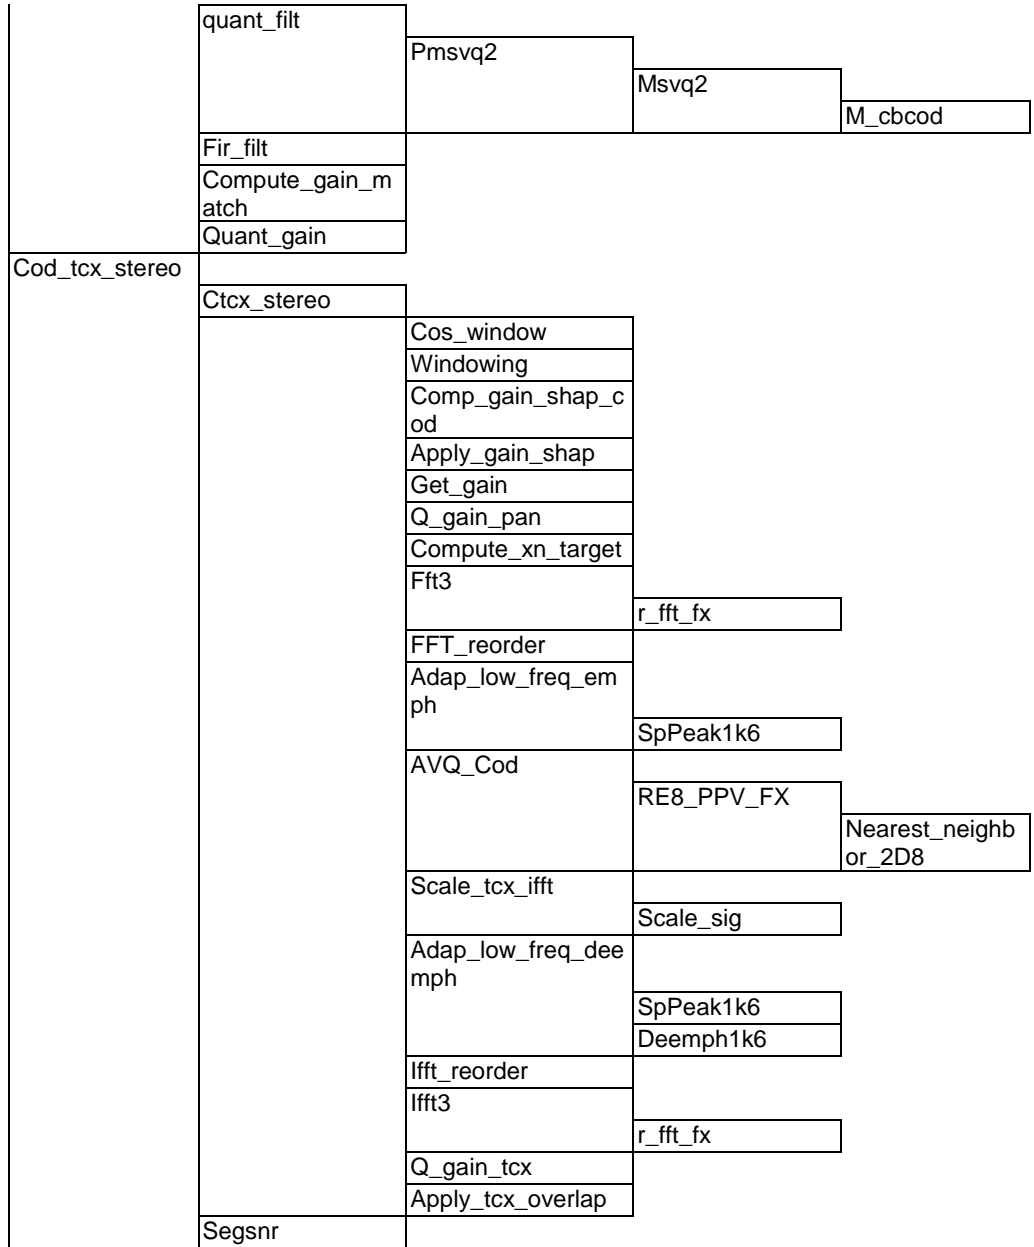 quant_filt
Pmsvq2
Msvq2
M_cbcod
Fir_filt
Compute_gain_m
atch
Quant_gain
Cod_tcx_stereo
Ctcx_stereo
Cos_window
Windowing
Comp_gain_shap_c
od
Apply_gain_shap
Get_gain
Q_gain_pan
Compute_xn_target
Fft3
r_fft_fx
FFT_reorder
Adap_low_freq_em
ph
SpPeak1k6
AVQ_Cod
RE8_PPV_FX
Nearest_neighb
or_2D8
Scale_tcx_ifft
Scale_sig
Adap_low_freq_dee
mph
SpPeak1k6
Deemph1k6
Ifft_reorder
Ifft3
r_fft_fx
Q_gain_tcx
Apply_tcx_overlap
Segsnr